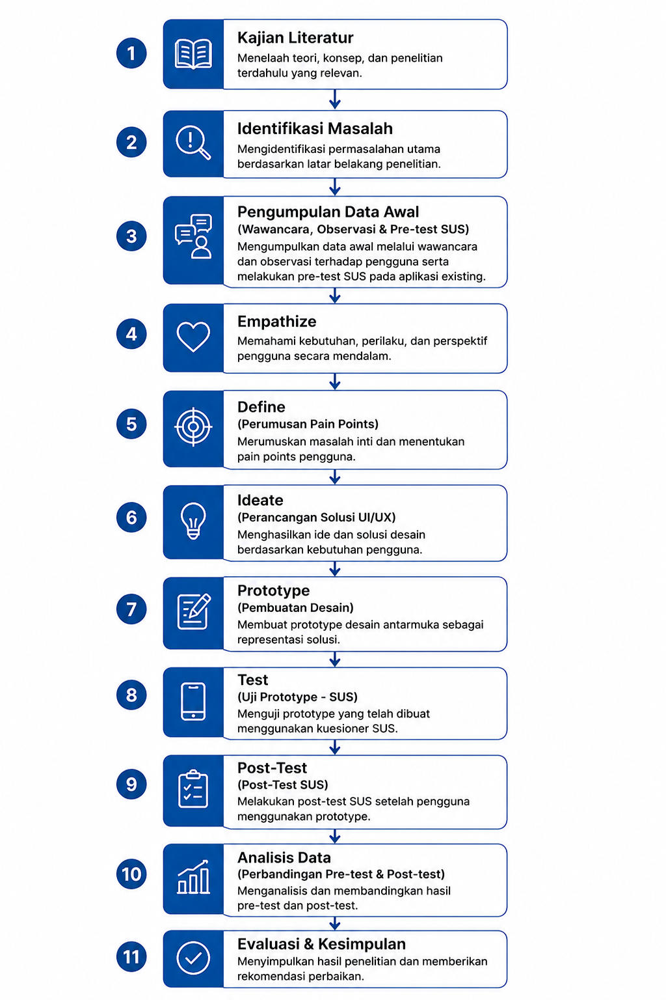 1
Kajian Literatur
Menelaah teori, konsep, dan penelitian
terdahulu yang relevan.
2
Identifikasi Masalah
Mengidentifikasi permasalahan utama
berdasarkan latar belakang penelitian.
3
Pengumpulan Data Awal
(Wawancara, Observasi & Pre-test SUS)
Mengumpulkan data awal melalui wawancara
dan observasi terhadap pengguna serta
melakukan pre-test SUS pada aplikasi existing.
4
Empathize
Memahami kebutuhan, perilaku, dan perspektif
pengguna secara mendalam.
5
Define
(Perumusan Pain Points)
Merumuskan masalah inti dan menentukan
pain points pengguna.
6
Ideate
(Perancangan Solusi UI/UX)
Menghasilkan ide dan solusi desain
berdasarkan kebutuhan pengguna.
7
Prototype
(Pembuatan Desain)
Membuat prototype desain antarmuka sebagai
representasi solusi.
8
Test
(Uji Prototype - SUS)
Menguji prototype yang telah dibuat
menggunakan kuesioner SUS.
9
Post-Test
(Post-Test SUS)
Melakukan post-test SUS setelah pengguna
menggunakan prototype.
10
Analisis Data
(Perbandingan Pre-test & Post-test)
Menganalisis dan membandingkan hasil
pre-test dan post-test.
11
Evaluasi & Kesimpulan
Menyimpulkan hasil penelitian dan memberikan
rekomendasi perbaikan.